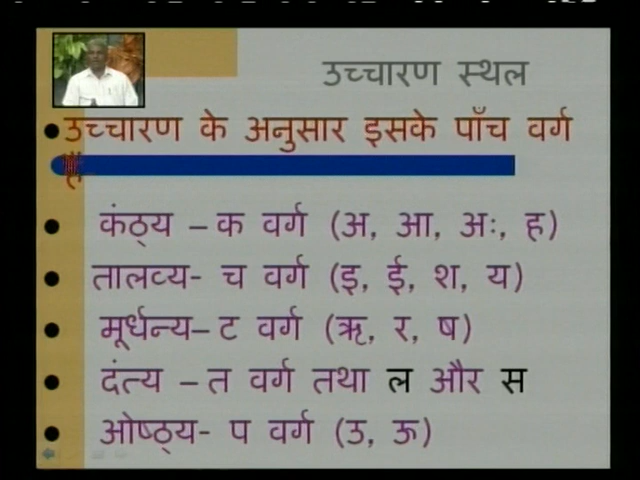 उच्चारण स्थल
उच्चारण के अनुसार इसके पाँच वर्ग
हैं
कंठ्य – क वर्ग (अ, आ, अः, ह)
तालव्य- च वर्ग (इ, ई, श, य)
मूर्धन्य– ट वर्ग (ऋ, र, ष)
दंत्य – त वर्ग तथा ल और स
ओष्ठ्य- प वर्ग (उ, ऊ)